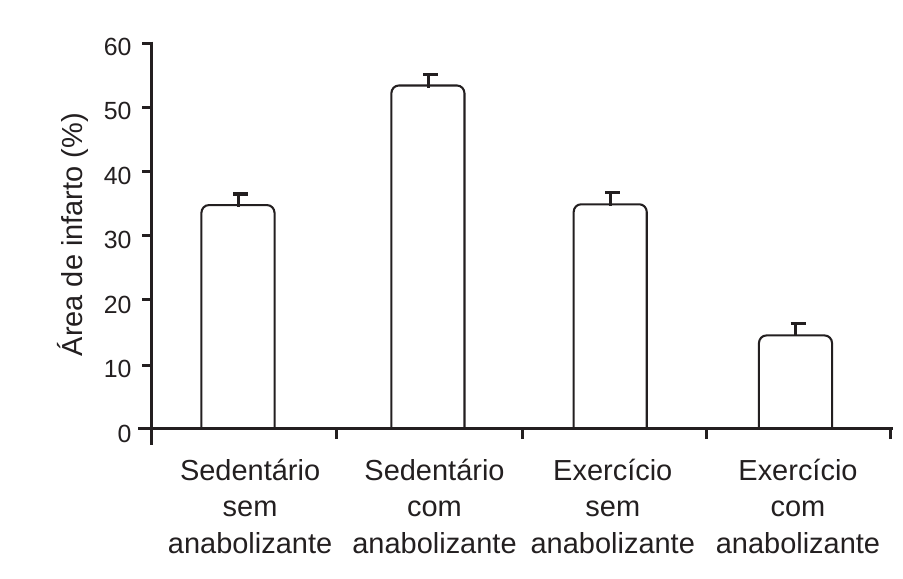 Área de infarto (%)
60
50
40
30
20
10
0
Sedentário
sem
anabolizante
Sedentário
com
anabolizante
Exercício
sem
anabolizante
Exercício
com
anabolizante